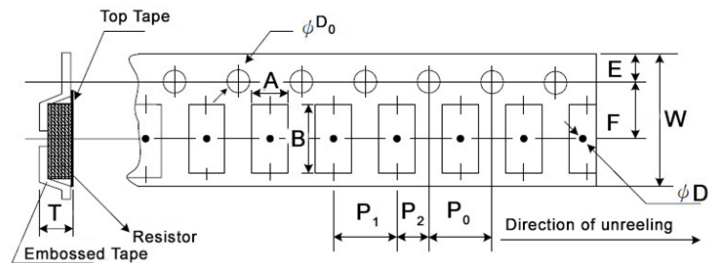 Top Tape
ϕD0
A
E
F
W
B
T
P1
P2
P0
ϕD
Direction of unreeling
Resistor
Embossed Tape